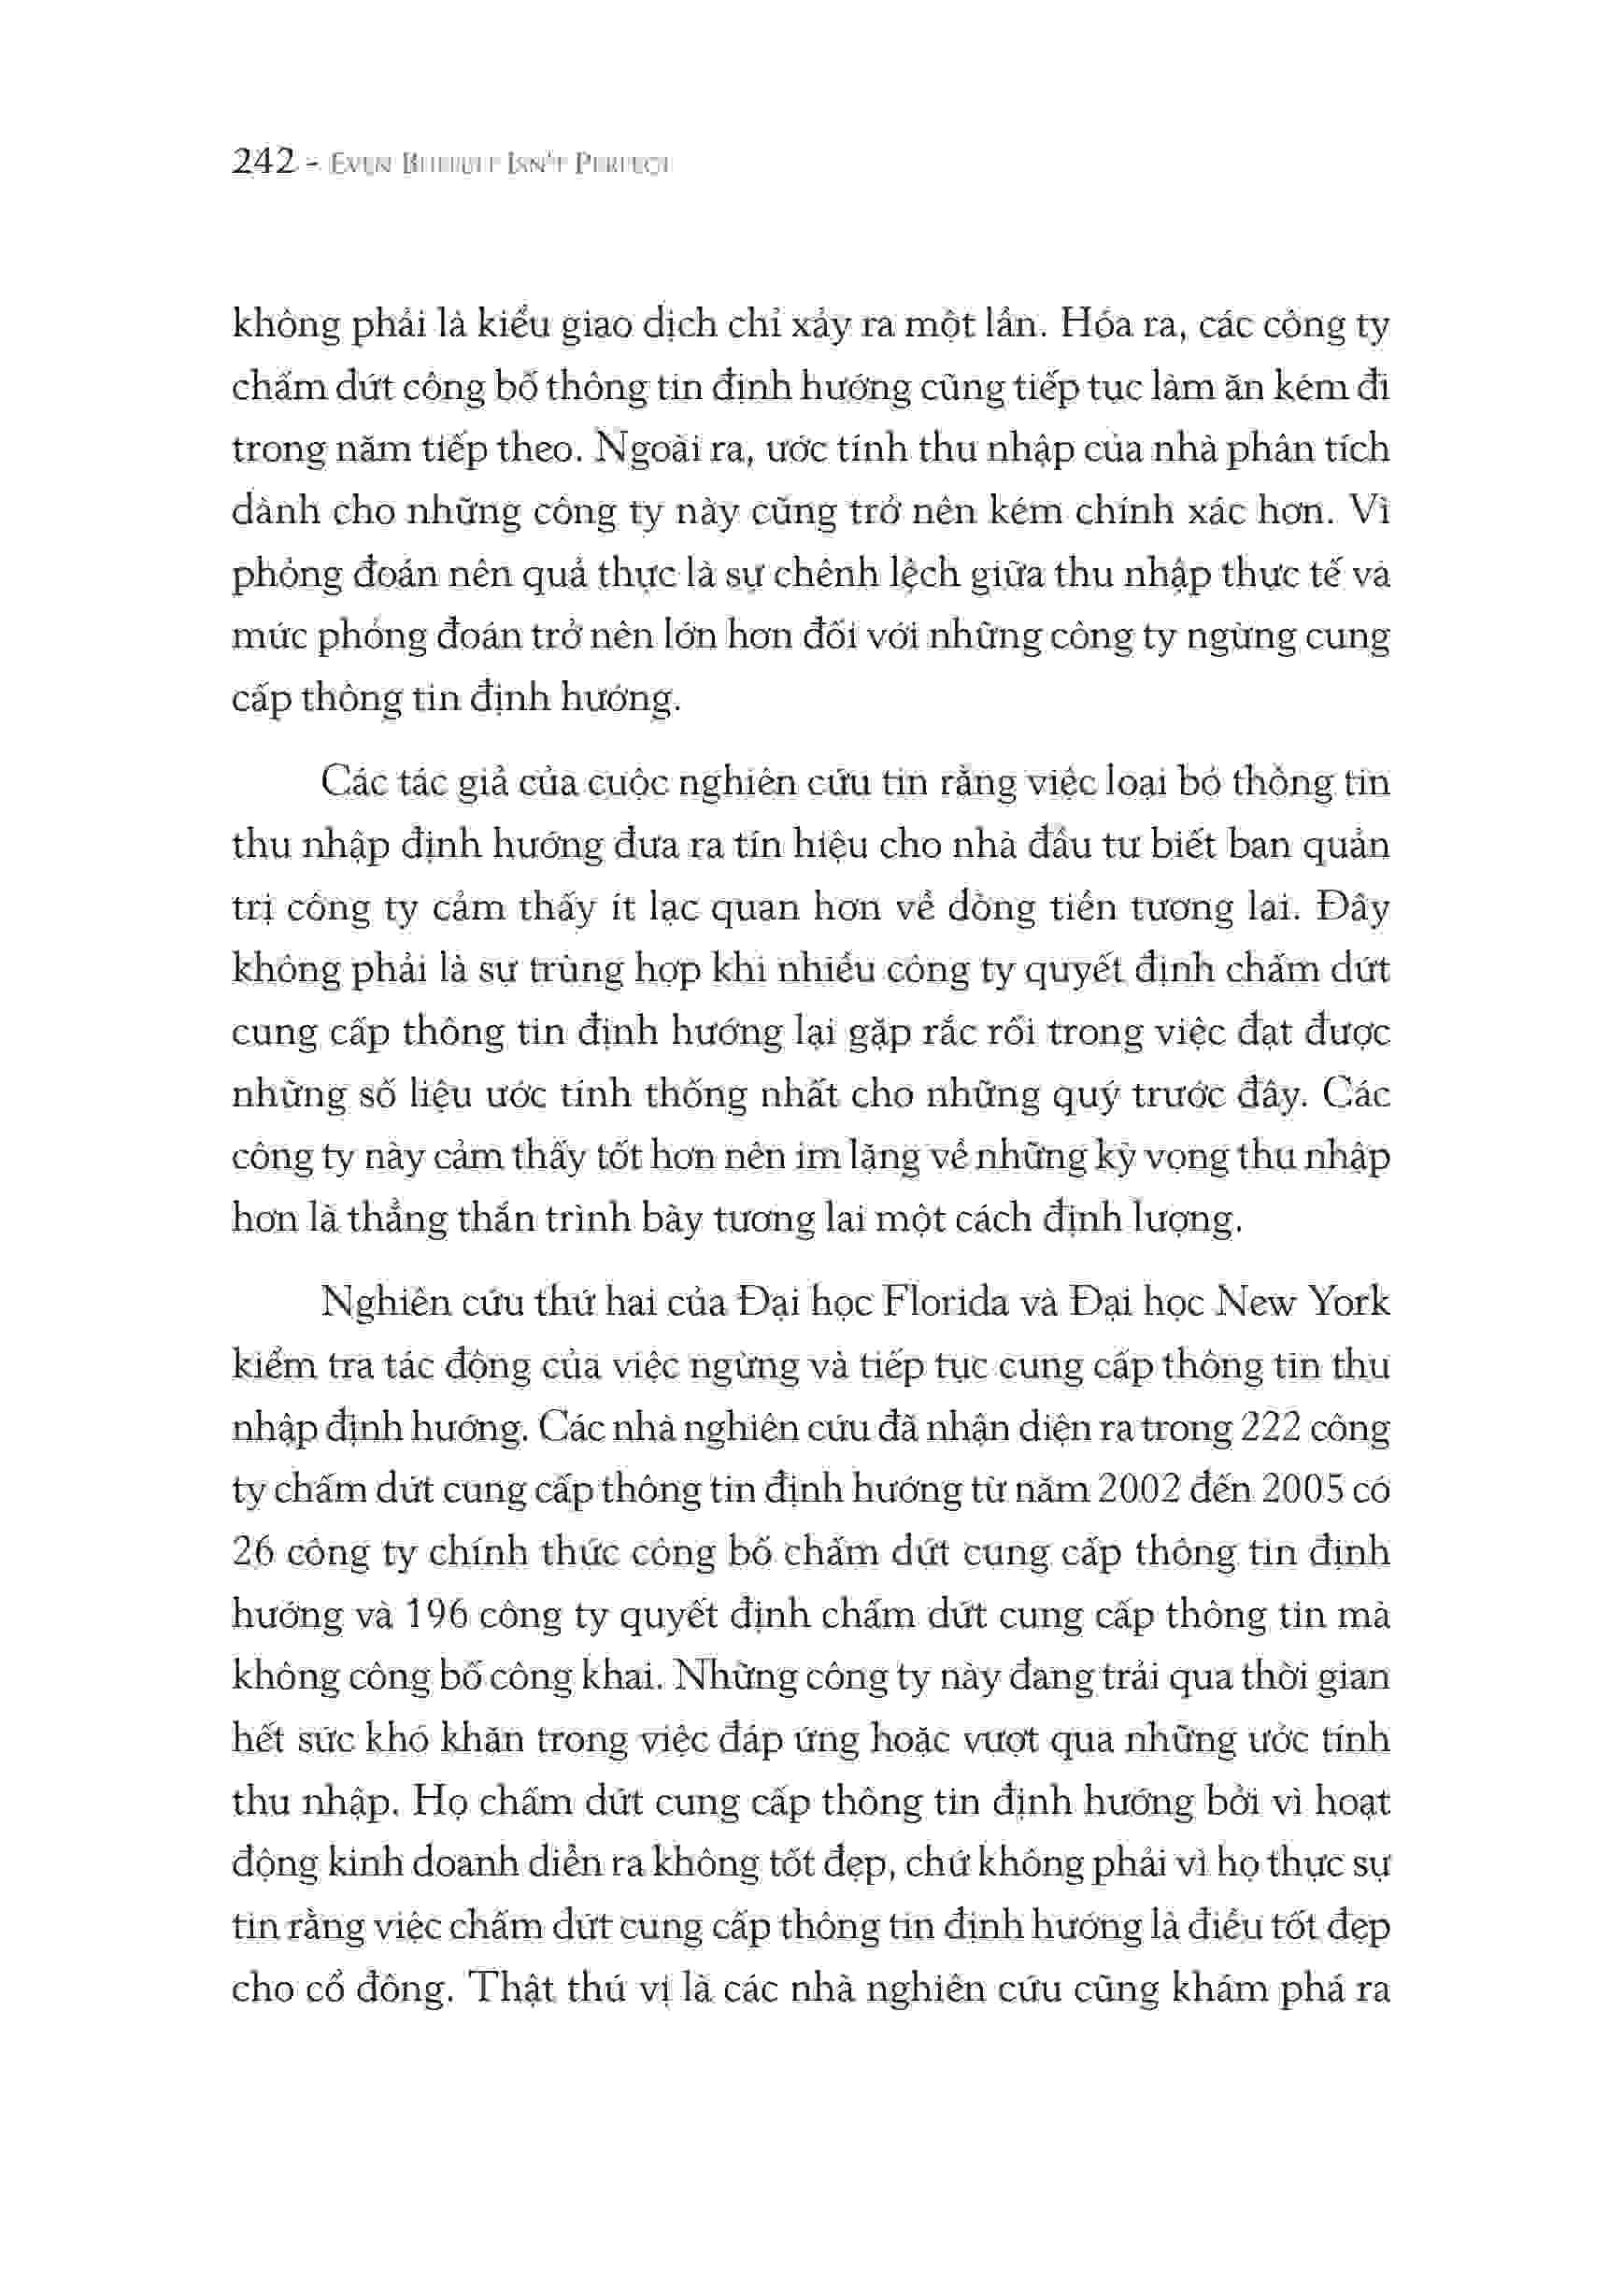 242 - EVEN BUFFETT ISN'T PERFECT
không phải là kiểu giao dịch chỉ xảy ra một lần. Hóa ra, các công ty
chấm dứt công bố thông tin định hướng cũng tiếp tục làm ăn kém đi
trong năm tiếp theo. Ngoài ra, ước tính thu nhập của nhà phân tích
dành cho những công ty này cũng trở nên kém chính xác hơn. Vì
phỏng đoán nên quả thực là sự chênh lệch giữa thu nhập thực tế và
mức phỏng đoán trở nên lớn hơn đối với những công ty ngừng cung
cấp thông tin định hướng.
Các tác giả của cuộc nghiên cứu tin rằng việc loại bỏ thông tin
thu nhập định hướng đưa ra tín hiệu cho nhà đầu tư biết ban quản
trị công ty cảm thấy ít lạc quan hơn về dòng tiền tương lai. Đây
không phải là sự trùng hợp khi nhiều công ty quyết định chấm dứt
cung cấp thông tin định hướng lại gặp rắc rối trong việc đạt được
những số liệu ước tính thống nhất cho những quý trước đây. Các
công ty này cảm thấy tốt hơn nên im lặng về những kỳ vọng thu nhập
hơn là thẳng thắn trình bày tương lai một cách định lượng.
Nghiên cứu thứ hai của Đại học Florida và Đại học New York
kiểm tra tác động của việc ngừng và tiếp tục cung cấp thông tin thu
nhập định hướng. Các nhà nghiên cứu đã nhận diện ra trong 222 công
ty chấm dứt cung cấp thông tin định hướng từ năm 2002 đến 2005 có
26 công ty chính thức công bố chấm dứt cung cấp thông tin định
hướng và 196 công ty quyết định chấm dứt cung cấp thông tin mà
không công bố công khai. Những công ty này đang trải qua thời gian
hết sức khó khăn trong việc đáp ứng hoặc vượt qua những ước tính
thu nhập. Họ chấm dứt cung cấp thông tin định hướng bởi vì hoạt
động kinh doanh diễn ra không tốt đẹp, chứ không phải vì họ thực sự
tin rằng việc chấm dứt cung cấp thông tin định hướng là điều tốt đẹp
cho cổ đông. Thật thú vị là các nhà nghiên cứu cũng khám phá ra